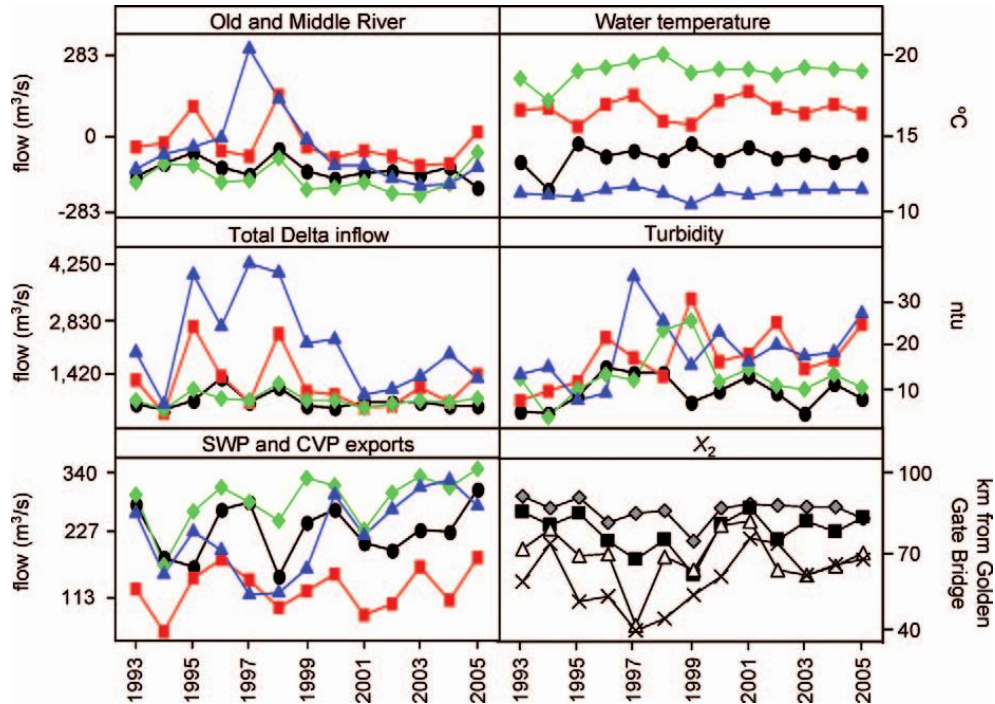 Old and Middle River
Water temperature
flow (m³/s)
283
0
-283
20
15
10
ºC
Total Delta inflow
Turbidity
flow (m³/s)
4,250
2,830
1,420
30
20
10
ntu
SWP and CVP exports
X₂
flow (m³/s)
340
227
113
100
70
40
km from Golden
Gate Bridge
1993
1995
1997
1999
2001
2003
2005
1993
1995
1997
1999
2001
2003
2005